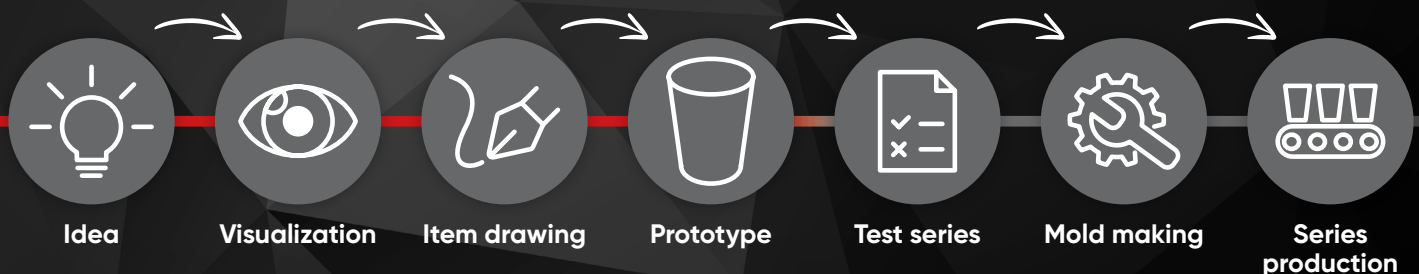 Idea
Visualization
Item drawing
Prototype
Test series
Mold making
Series
production